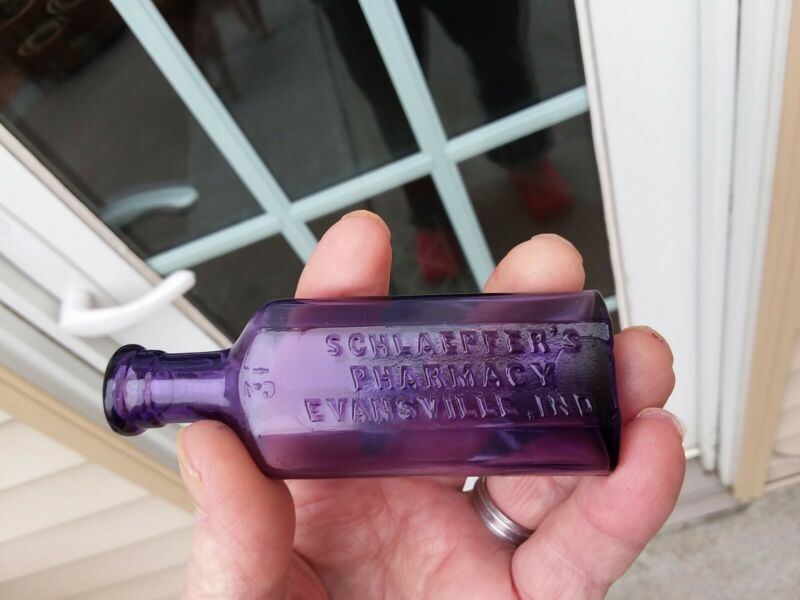 SCHLAEPFER'S
PHARMACY
EVANSVILLE, IND